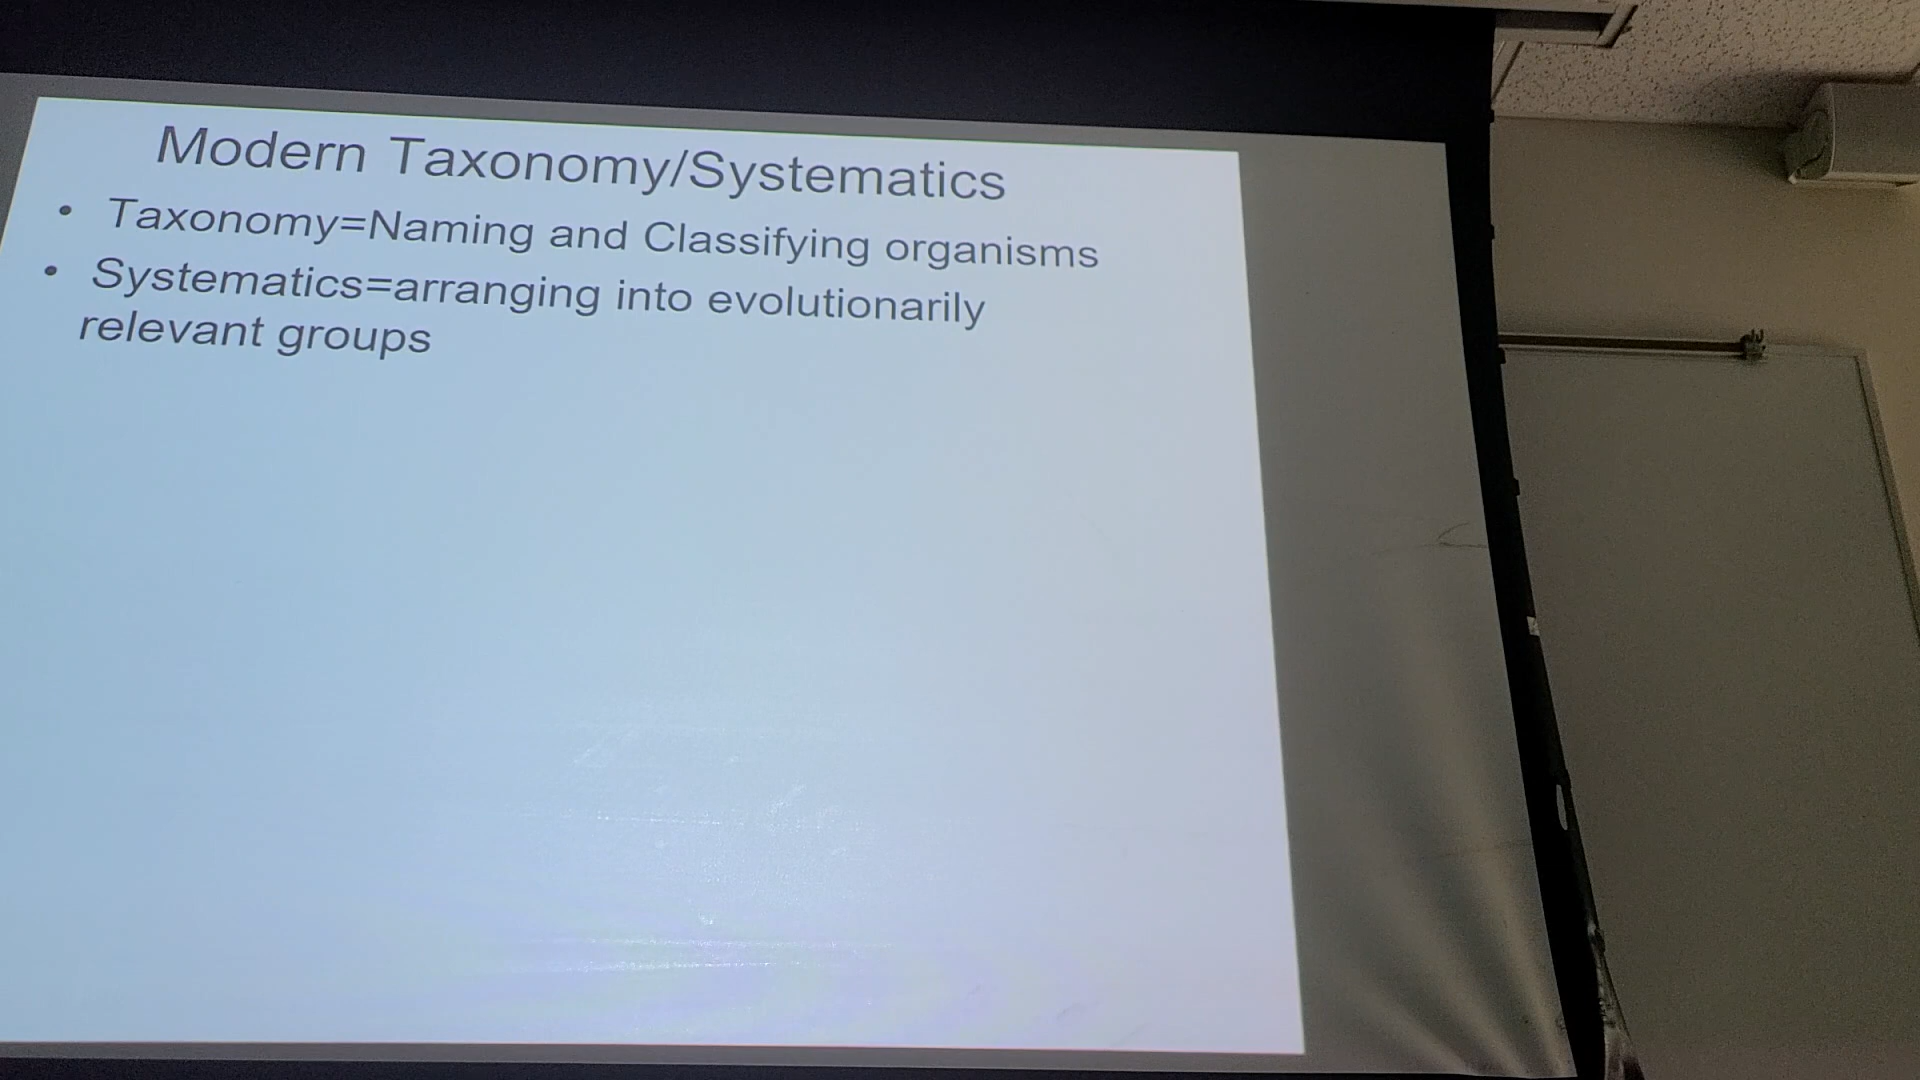 Modern Taxonomy/Systematics
• Taxonomy=Naming and Classifying organisms
• Systematics=arranging into evolutionarily
relevant groups